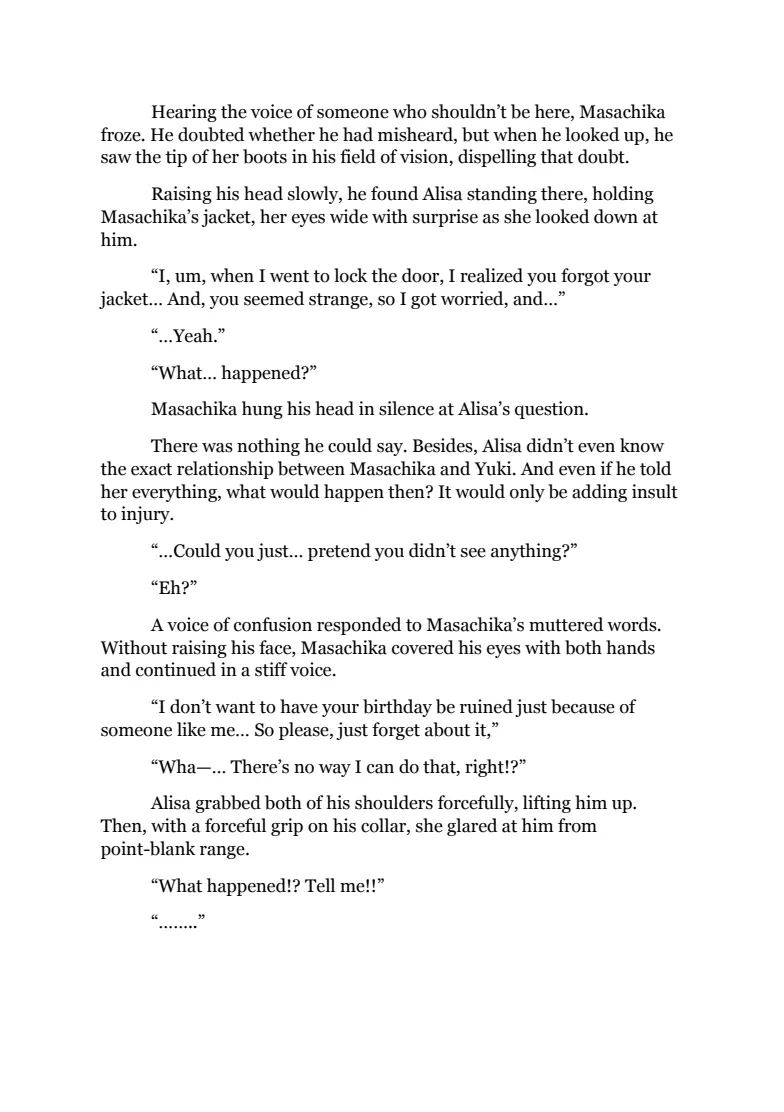 Hearing the voice of someone who shouldn’t be here, Masachika
froze. He doubted whether he had misheard, but when he looked up, he
saw the tip of her boots in his field of vision, dispelling that doubt.
Raising his head slowly, he found Alisa standing there, holding
Masachika’s jacket, her eyes wide with surprise as she looked down at
him.
“I, um, when I went to lock the door, I realized you forgot your
jacket… And, you seemed strange, so I got worried, and…”
“…Yeah.”
“What… happened?”
Masachika hung his head in silence at Alisa’s question.
There was nothing he could say. Besides, Alisa didn’t even know
the exact relationship between Masachika and Yuki. And even if he told
her everything, what would happen then? It would only be adding insult
to injury.
“…Could you just… pretend you didn’t see anything?”
“Eh?”
A voice of confusion responded to Masachika’s muttered words.
Without raising his face, Masachika covered his eyes with both hands
and continued in a stiff voice.
“I don’t want to have your birthday be ruined just because of
someone like me… So please, just forget about it,”
“Wha—… There’s no way I can do that, right!?”
Alisa grabbed both of his shoulders forcefully, lifting him up.
Then, with a forceful grip on his collar, she glared at him from
point-blank range.
“What happened!? Tell me!!”
“……..”